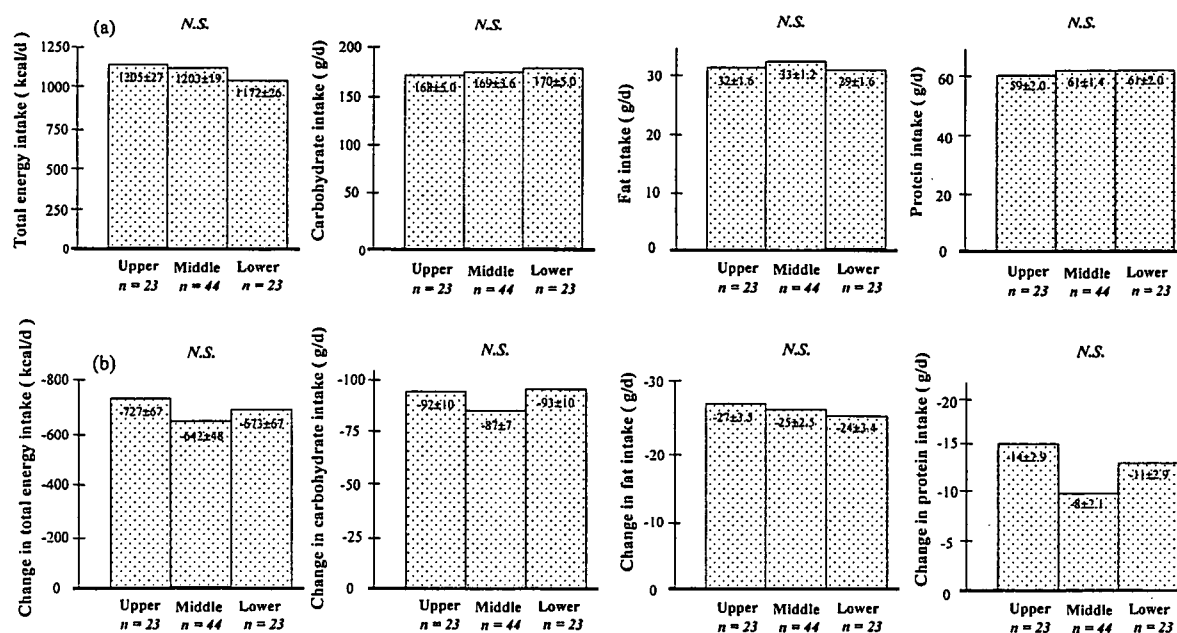 (a)
N.S.
Total energy intake ( kcal/d )
1250
1000
750
500
250
0
1205±27
1203±19
1172±26
Upper
Middle
Lower
n = 23
n = 44
n = 23
N.S.
Carbohydrate intake ( g/d )
200
150
100
50
0
168±5.0
169±3.6
170±5.0
Upper
Middle
Lower
n = 23
n = 44
n = 23
N.S.
Fat intake ( g/d )
30
20
10
0
32±1.6
33±1.2
29±1.6
Upper
Middle
Lower
n = 23
n = 44
n = 23
N.S.
Protein intake ( g/d )
60
40
20
0
59±2.0
61±1.4
61±2.0
Upper
Middle
Lower
n = 23
n = 44
n = 23
(b)
N.S.
Change in total energy intake ( kcal/d )
-800
-600
-400
-200
0
-727±67
-642±48
-673±67
Upper
Middle
Lower
n = 23
n = 44
n = 23
N.S.
Change in carbohydrate intake ( g/d)
-100
-75
-50
-25
0
-92±10
-87±7
-93±10
Upper
Middle
Lower
n = 23
n = 44
n = 23
N.S.
Change in fat intake ( g/d )
-30
-20
-10
0
-27±3.5
-25±2.5
-24±3.4
Upper
Middle
Lower
n = 23
n = 44
n = 23
N.S.
Change in protein intake ( g/d )
-20
-15
-10
-5
0
-14±2.9
-8±2.1
-11±2.9
Upper
Middle
Lower
n = 23
n = 44
n = 23